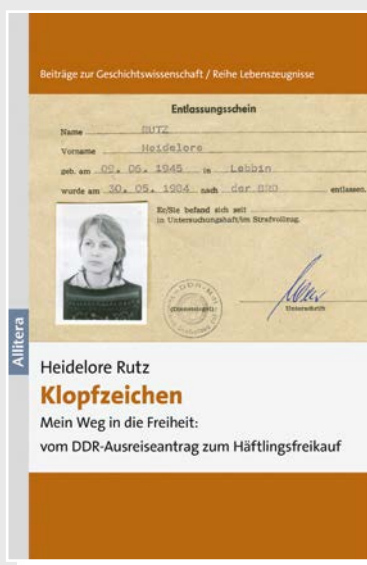 Beiträge zur Geschichtswissenschaft / Reihe Lebenszeugnisse
Entlassungsschein
Name RUTZ
Vorname Heidelore
geb. am 09. 06. 1945 in Lebbin
wurde am 30. 05. 1984 nach der BRD entlassen.
Er/Sie befand sich seit
in Untersuchungshaft/im Strafvollzug.
(Dienstsiegel)
Unterschrift
Allitera
Heidelore Rutz
Klopfzeichen
Mein Weg in die Freiheit:
vom DDR-Ausreiseantrag zum Häftlingsfreikauf